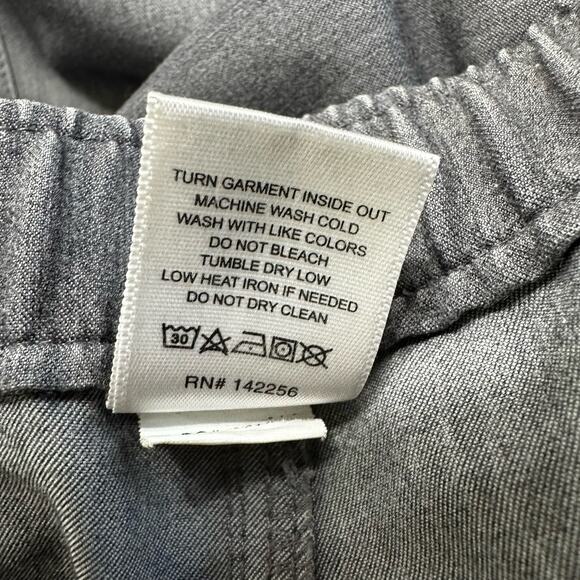 TURN GARMENT INSIDE OUT
MACHINE WASH COLD
WASH WITH LIKE COLORS
DO NOT BLEACH
TUMBLE DRY LOW
LOW HEAT IRON IF NEEDED
DO NOT DRY CLEAN
30
RN# 142256